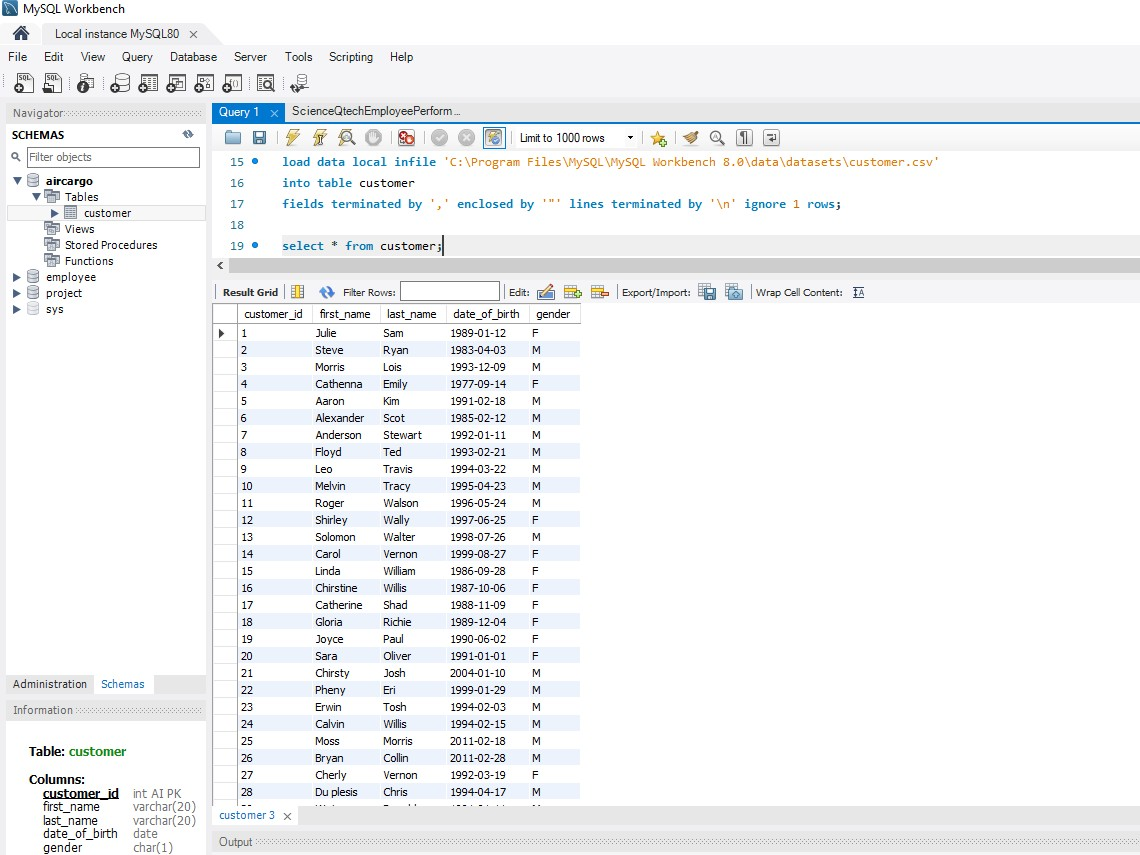 MySQL Workbench
Local instance MySQL80
File Edit View Query Database Server Tools Scripting Help
Navigator
SCHEMAS
Filter objects
aircargo
Tables
customer
Views
Stored Procedures
Functions
employee
project
sys
Administration Schemas
Information
Table: customer
Columns:
customer_id int AI PK
first_name varchar(20)
last_name varchar(20)
date_of_birth date
gender char(1)
Query 1 ScienceQtechEmployeePerform...
Limit to 1000 rows
15 load data local infile 'C:\Program Files\MySQL\MySQL Workbench 8.0\data\datasets\customer.csv'
16 into table customer
17 fields terminated by ',' enclosed by '"' lines terminated by '\n' ignore 1 rows;
18
19 select * from customer;
Result Grid Filter Rows: Edit: Export/Import: Wrap Cell Content:
customer_id first_name last_name date_of_birth gender
1 Julie Sam 1989-01-12 F
2 Steve Ryan 1983-04-03 M
3 Morris Lois 1993-12-09 M
4 Cathenna Emily 1977-09-14 F
5 Aaron Kim 1991-02-18 M
6 Alexander Scot 1985-02-12 M
7 Anderson Stewart 1992-01-11 M
8 Floyd Ted 1993-02-21 M
9 Leo Travis 1994-03-22 M
10 Melvin Tracy 1995-04-23 M
11 Roger Walson 1996-05-24 M
12 Shirley Wally 1997-06-25 F
13 Solomon Walter 1998-07-26 M
14 Carol Vernon 1999-08-27 F
15 Linda William 1986-09-28 F
16 Chirstine Willis 1987-10-06 F
17 Catherine Shad 1988-11-09 F
18 Gloria Richie 1989-12-04 F
19 Joyce Paul 1990-06-02 F
20 Sara Oliver 1991-01-01 F
21 Chirsty Josh 2004-01-10 M
22 Pheny Eri 1999-01-29 M
23 Erwin Tosh 1994-02-03 M
24 Calvin Willis 1994-02-15 M
25 Moss Morris 2011-02-18 M
26 Bryan Collin 2011-02-28 M
27 Cherly Vernon 1992-03-19 F
28 Du plesis Chris 1994-04-17 M
customer 3
Output